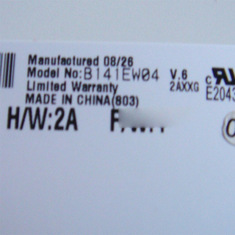 Manufactured 08/26
Model No:B141EW04 V.6
Limited Warranty 2AXXG
MADE IN CHINA(803) E2043
H/W:2A